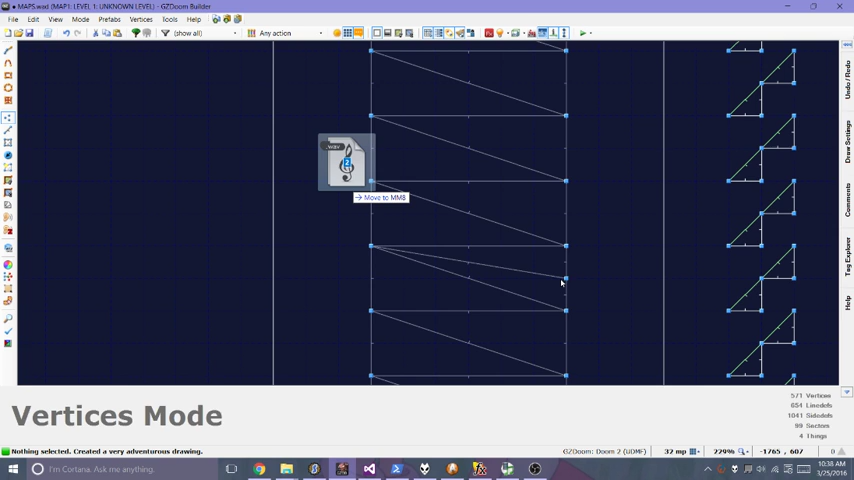 MAPS.wad (MAP1: LEVEL 1: UNKNOWN LEVEL) - GZDoom Builder
File Edit View Mode Prefabs Vertices Tools Help
(show all)
Any action
Undo / Redo
Draw Settings
Comments
Tag Explorer
Help
.wav
2
Move to MM8
Vertices Mode
571 Vertices
654 Linedefs
1041 Sidedefs
99 Sectors
4 Things
Nothing selected. Created a very adventurous drawing.
GZDoom: Doom 2 (UDMF)
32 mp
229%
-1765 , 607
0
I'm Cortana. Ask me anything.
10:38 AM
3/25/2016